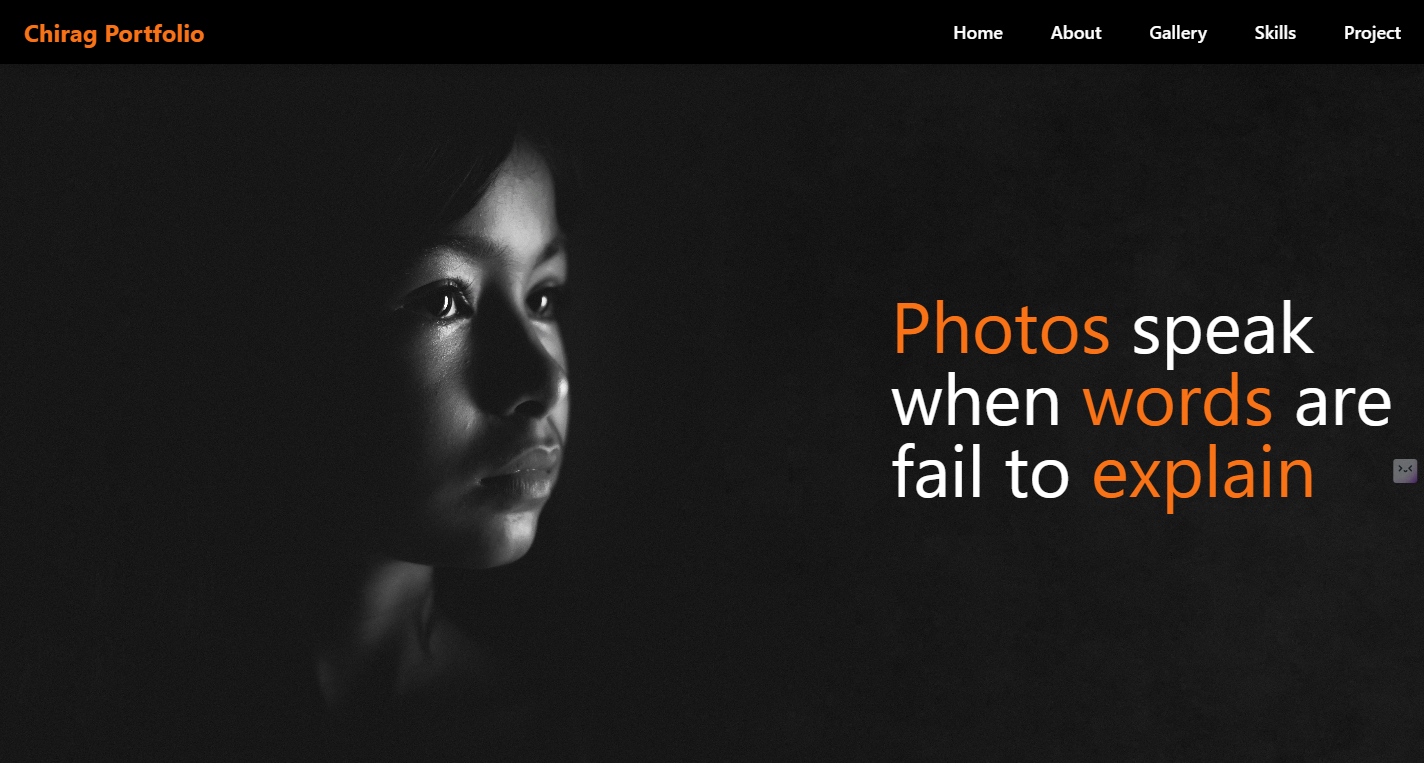 Chirag Portfolio
Home About Gallery Skills Project
Photos speak
when words are
fail to explain